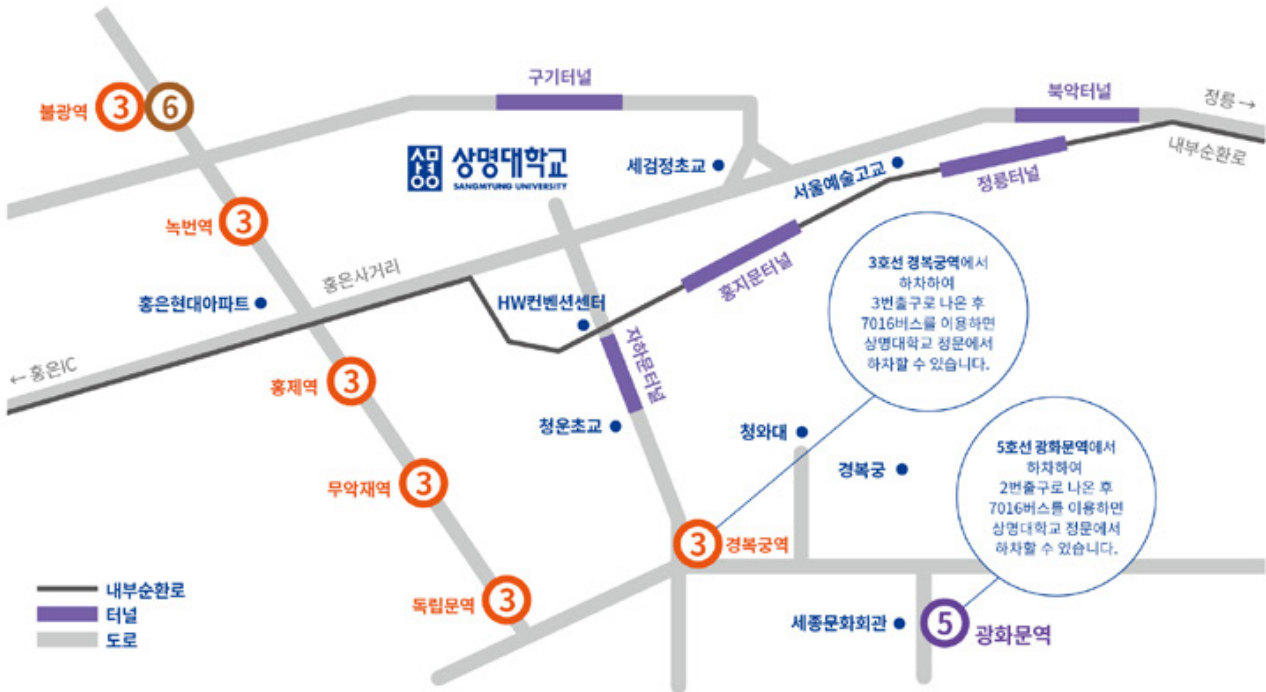 구기터널
북악터널
정릉 →
내부순환로
불광역
3
6
상명
상명대학교
SANGMYUNG UNIVERSITY
세검정초교
서울예술고교
정릉터널
녹번역
3
홍은사거리
홍지문터널
홍은현대아파트
HW컨벤션센터
자하문터널
3호선 경복궁역에서
하차하여
3번출구로 나온 후
7016버스를 이용하면
상명대학교 정문에서
하차할 수 있습니다.
← 홍은IC
홍제역
3
청운초교
청와대
경복궁
5호선 광화문역에서
하차하여
2번출구로 나온 후
7016버스를 이용하면
상명대학교 정문에서
하차할 수 있습니다.
무악재역
3
3
경복궁역
독립문역
3
세종문화회관
5
광화문역
내부순환로
터널
도로